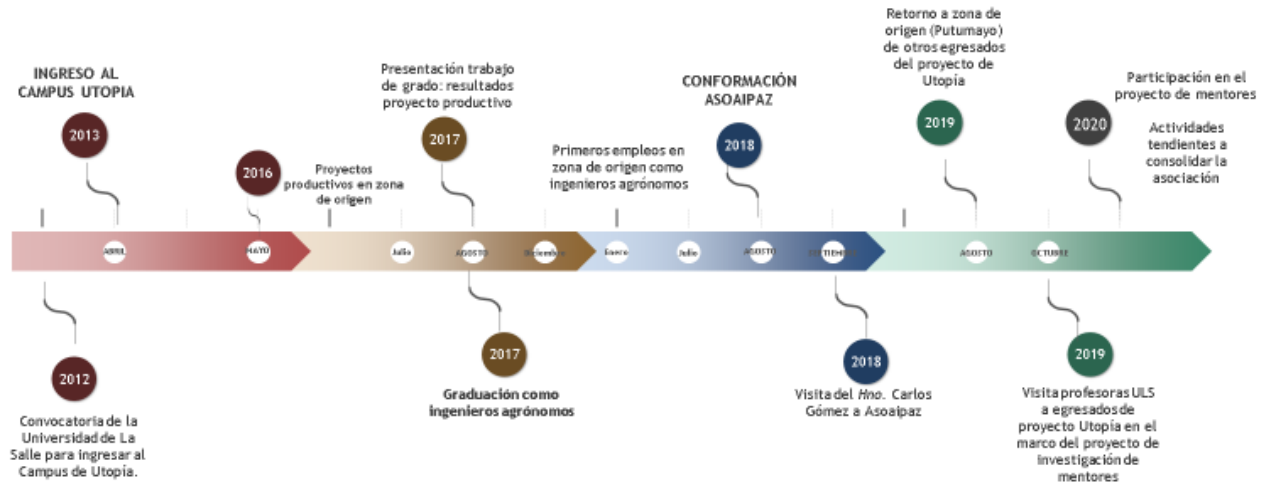 INGRESO AL
CAMPUS UTOPIA
2013
2016
Proyectos
productivos en zona
de origen
Presentación trabajo
de grado: resultados
proyecto productivo
2017
Primeros empleos en
zona de origen como
ingenieros agrónomos
CONFORMACIÓN
ASOAIPAZ
2018
Retorno a zona de
origen (Putumayo)
de otros egresados
del proyecto de
Utopía
2019
2020
Participación en el
proyecto de mentores
Actividades
tendientes a
consolidar la
asociación
ABRIL
MAYO
Julio
AGOSTO
Diciembre
Enero
Julio
AGOSTO
SEPTIEMBRE
AGOSTO
OCTUBRE
2012
Convocatoria de la
Universidad de La
Salle para ingresar al
Campus de Utopía.
2017
Graduación como
ingenieros agrónomos
2018
Visita del Hno. Carlos
Gómez a Asoaipaz
2019
Visita profesoras ULS
a egresados de
proyecto Utopía en el
marco del proyecto de
investigación de
mentores